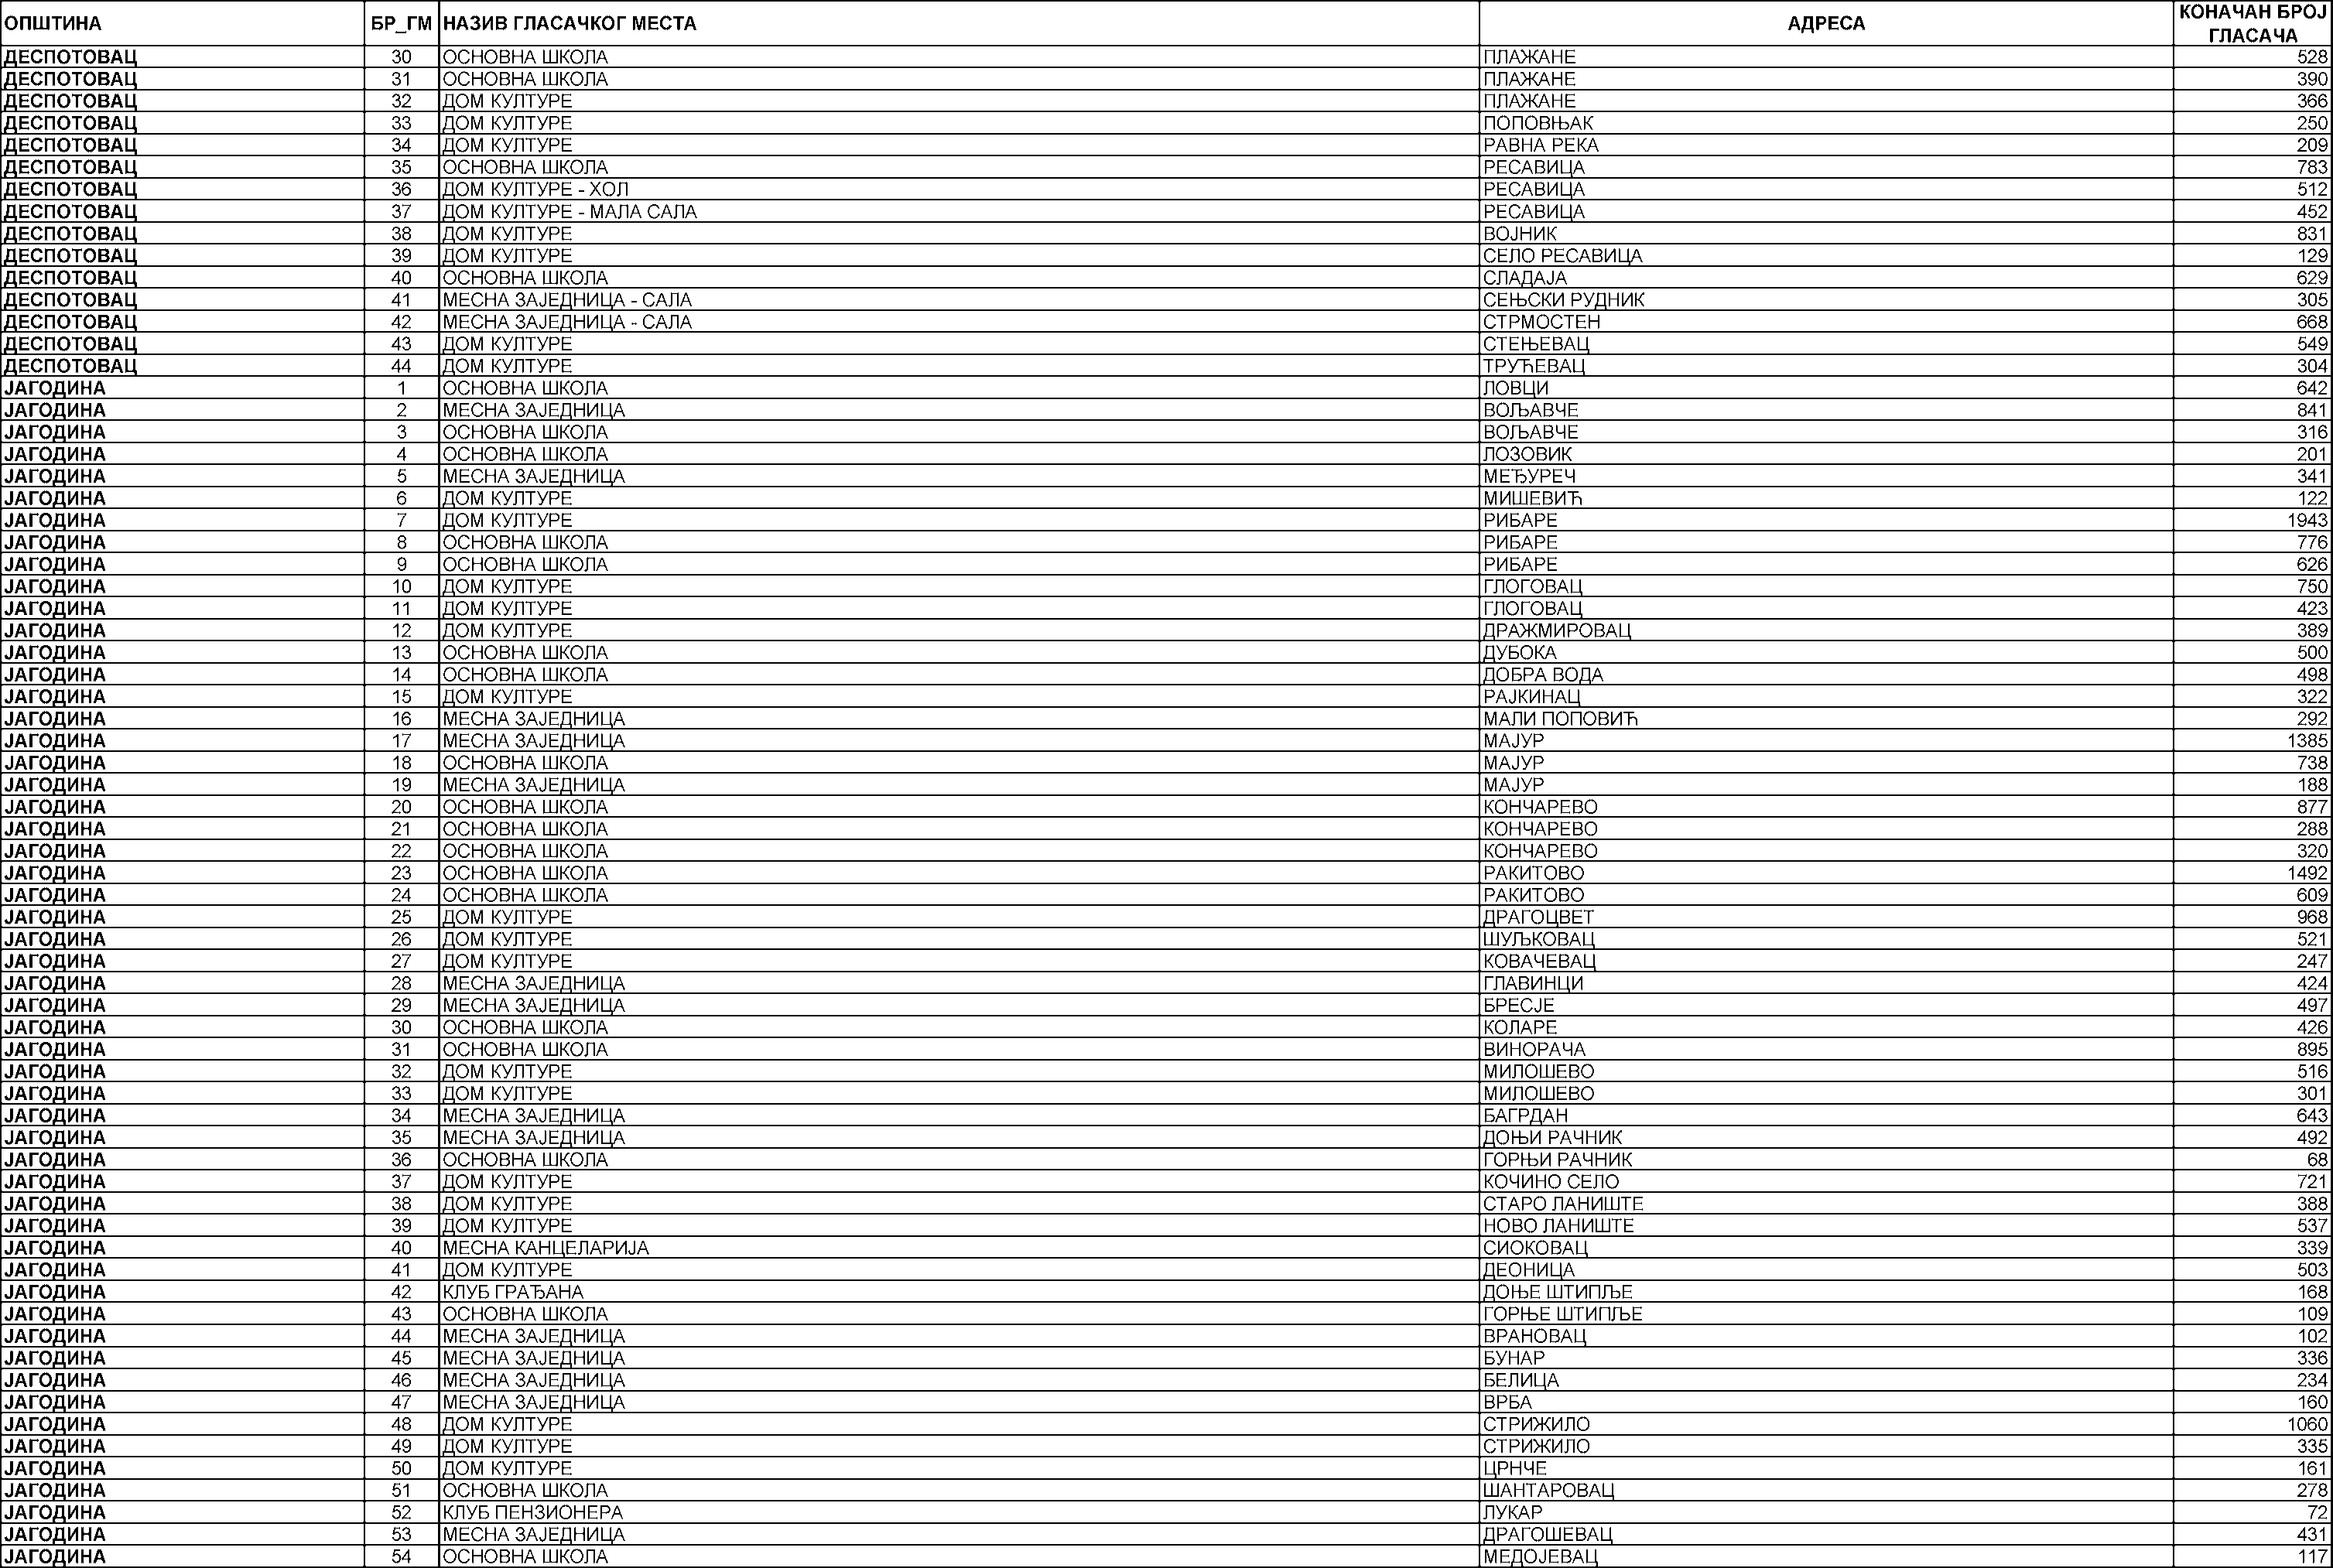 ОПШТИНА БР_ГМ НАЗИВ ГЛАСАЧКОГ МЕСТА АДРЕСА КОНАЧАН БРОЈ ГЛАСАЧА
ДЕСПОТОВАЦ 30 ОСНОВНА ШКОЛА ПЛАЖАНЕ 528
ДЕСПОТОВАЦ 31 ОСНОВНА ШКОЛА ПЛАЖАНЕ 390
ДЕСПОТОВАЦ 32 ДОМ КУЛТУРЕ ПЛАЖАНЕ 366
ДЕСПОТОВАЦ 33 ДОМ КУЛТУРЕ ПОПОВЊАК 250
ДЕСПОТОВАЦ 34 ДОМ КУЛТУРЕ РАВНА РЕКА 209
ДЕСПОТОВАЦ 35 ОСНОВНА ШКОЛА РЕСАВИЦА 783
ДЕСПОТОВАЦ 36 ДОМ КУЛТУРЕ - ХОЛ РЕСАВИЦА 512
ДЕСПОТОВАЦ 37 ДОМ КУЛТУРЕ - МАЛА САЛА РЕСАВИЦА 452
ДЕСПОТОВАЦ 38 ДОМ КУЛТУРЕ ВОЈНИК 831
ДЕСПОТОВАЦ 39 ДОМ КУЛТУРЕ СЕЛО РЕСАВИЦА 129
ДЕСПОТОВАЦ 40 ОСНОВНА ШКОЛА СЛАДАЈА 629
ДЕСПОТОВАЦ 41 МЕСНА ЗАЈЕДНИЦА - САЛА СЕЊСКИ РУДНИК 305
ДЕСПОТОВАЦ 42 МЕСНА ЗАЈЕДНИЦА - САЛА СТРМОСТЕН 668
ДЕСПОТОВАЦ 43 ДОМ КУЛТУРЕ СТЕЊЕВАЦ 549
ДЕСПОТОВАЦ 44 ДОМ КУЛТУРЕ ТРУЋЕВАЦ 304
ЈАГОДИНА 1 ОСНОВНА ШКОЛА ЛОВЦИ 642
ЈАГОДИНА 2 МЕСНА ЗАЈЕДНИЦА ВОЉАВЧЕ 841
ЈАГОДИНА 3 ОСНОВНА ШКОЛА ВОЉАВЧЕ 316
ЈАГОДИНА 4 ОСНОВНА ШКОЛА ЛОЗОВИК 201
ЈАГОДИНА 5 МЕСНА ЗАЈЕДНИЦА МЕЂУРЕЧ 341
ЈАГОДИНА 6 ДОМ КУЛТУРЕ МИШЕВИЋ 122
ЈАГОДИНА 7 ДОМ КУЛТУРЕ РИБАРЕ 1943
ЈАГОДИНА 8 ОСНОВНА ШКОЛА РИБАРЕ 776
ЈАГОДИНА 9 ОСНОВНА ШКОЛА РИБАРЕ 626
ЈАГОДИНА 10 ДОМ КУЛТУРЕ ГЛОГОВАЦ 750
ЈАГОДИНА 11 ДОМ КУЛТУРЕ ГЛОГОВАЦ 423
ЈАГОДИНА 12 ДОМ КУЛТУРЕ ДРАЖМИРОВАЦ 389
ЈАГОДИНА 13 ОСНОВНА ШКОЛА ДУБОКА 500
ЈАГОДИНА 14 ОСНОВНА ШКОЛА ДОБРА ВОДА 498
ЈАГОДИНА 15 ДОМ КУЛТУРЕ РАЈКИНАЦ 322
ЈАГОДИНА 16 МЕСНА ЗАЈЕДНИЦА МАЛИ ПОПОВИЋ 292
ЈАГОДИНА 17 МЕСНА ЗАЈЕДНИЦА МАЈУР 1385
ЈАГОДИНА 18 ОСНОВНА ШКОЛА МАЈУР 738
ЈАГОДИНА 19 МЕСНА ЗАЈЕДНИЦА МАЈУР 188
ЈАГОДИНА 20 ОСНОВНА ШКОЛА КОНЧАРЕВО 877
ЈАГОДИНА 21 ОСНОВНА ШКОЛА КОНЧАРЕВО 288
ЈАГОДИНА 22 ОСНОВНА ШКОЛА КОНЧАРЕВО 320
ЈАГОДИНА 23 ОСНОВНА ШКОЛА РАКИТОВО 1492
ЈАГОДИНА 24 ОСНОВНА ШКОЛА РАКИТОВО 609
ЈАГОДИНА 25 ДОМ КУЛТУРЕ ДРАГОЦВЕТ 968
ЈАГОДИНА 26 ДОМ КУЛТУРЕ ШУЉКОВАЦ 521
ЈАГОДИНА 27 ДОМ КУЛТУРЕ КОВАЧЕВАЦ 247
ЈАГОДИНА 28 МЕСНА ЗАЈЕДНИЦА ГЛАВИНЦИ 424
ЈАГОДИНА 29 МЕСНА ЗАЈЕДНИЦА БРЕСЈЕ 497
ЈАГОДИНА 30 ОСНОВНА ШКОЛА КОЛАРЕ 426
ЈАГОДИНА 31 ОСНОВНА ШКОЛА ВИНОРАЧА 895
ЈАГОДИНА 32 ДОМ КУЛТУРЕ МИЛОШЕВО 516
ЈАГОДИНА 33 ДОМ КУЛТУРЕ МИЛОШЕВО 301
ЈАГОДИНА 34 МЕСНА ЗАЈЕДНИЦА БАГРДАН 643
ЈАГОДИНА 35 МЕСНА ЗАЈЕДНИЦА ДОЊИ РАЧНИК 492
ЈАГОДИНА 36 ОСНОВНА ШКОЛА ГОРЊИ РАЧНИК 68
ЈАГОДИНА 37 ДОМ КУЛТУРЕ КОЧИНО СЕЛО 721
ЈАГОДИНА 38 ДОМ КУЛТУРЕ СТАРО ЛАНИШТЕ 388
ЈАГОДИНА 39 ДОМ КУЛТУРЕ НОВО ЛАНИШТЕ 537
ЈАГОДИНА 40 МЕСНА КАНЦЕЛАРИЈА СИОКОВАЦ 339
ЈАГОДИНА 41 ДОМ КУЛТУРЕ ДЕОНИЦА 503
ЈАГОДИНА 42 КЛУБ ГРАЂАНА ДОЊЕ ШТИПЉЕ 168
ЈАГОДИНА 43 ОСНОВНА ШКОЛА ГОРЊЕ ШТИПЉЕ 109
ЈАГОДИНА 44 МЕСНА ЗАЈЕДНИЦА ВРАНОВАЦ 102
ЈАГОДИНА 45 МЕСНА ЗАЈЕДНИЦА БУНАР 336
ЈАГОДИНА 46 МЕСНА ЗАЈЕДНИЦА БЕЛИЦА 234
ЈАГОДИНА 47 МЕСНА ЗАЈЕДНИЦА ВРБА 160
ЈАГОДИНА 48 ДОМ КУЛТУРЕ СТРИЖИЛО 1060
ЈАГОДИНА 49 ДОМ КУЛТУРЕ СТРИЖИЛО 335
ЈАГОДИНА 50 ДОМ КУЛТУРЕ ЦРНЧЕ 161
ЈАГОДИНА 51 ОСНОВНА ШКОЛА ШАНТАРОВАЦ 278
ЈАГОДИНА 52 КЛУБ ПЕНЗИОНЕРА ЛУКАР 72
ЈАГОДИНА 53 МЕСНА ЗАЈЕДНИЦА ДРАГОШЕВАЦ 431
ЈАГОДИНА 54 ОСНОВНА ШКОЛА МЕДОЈЕВАЦ 117